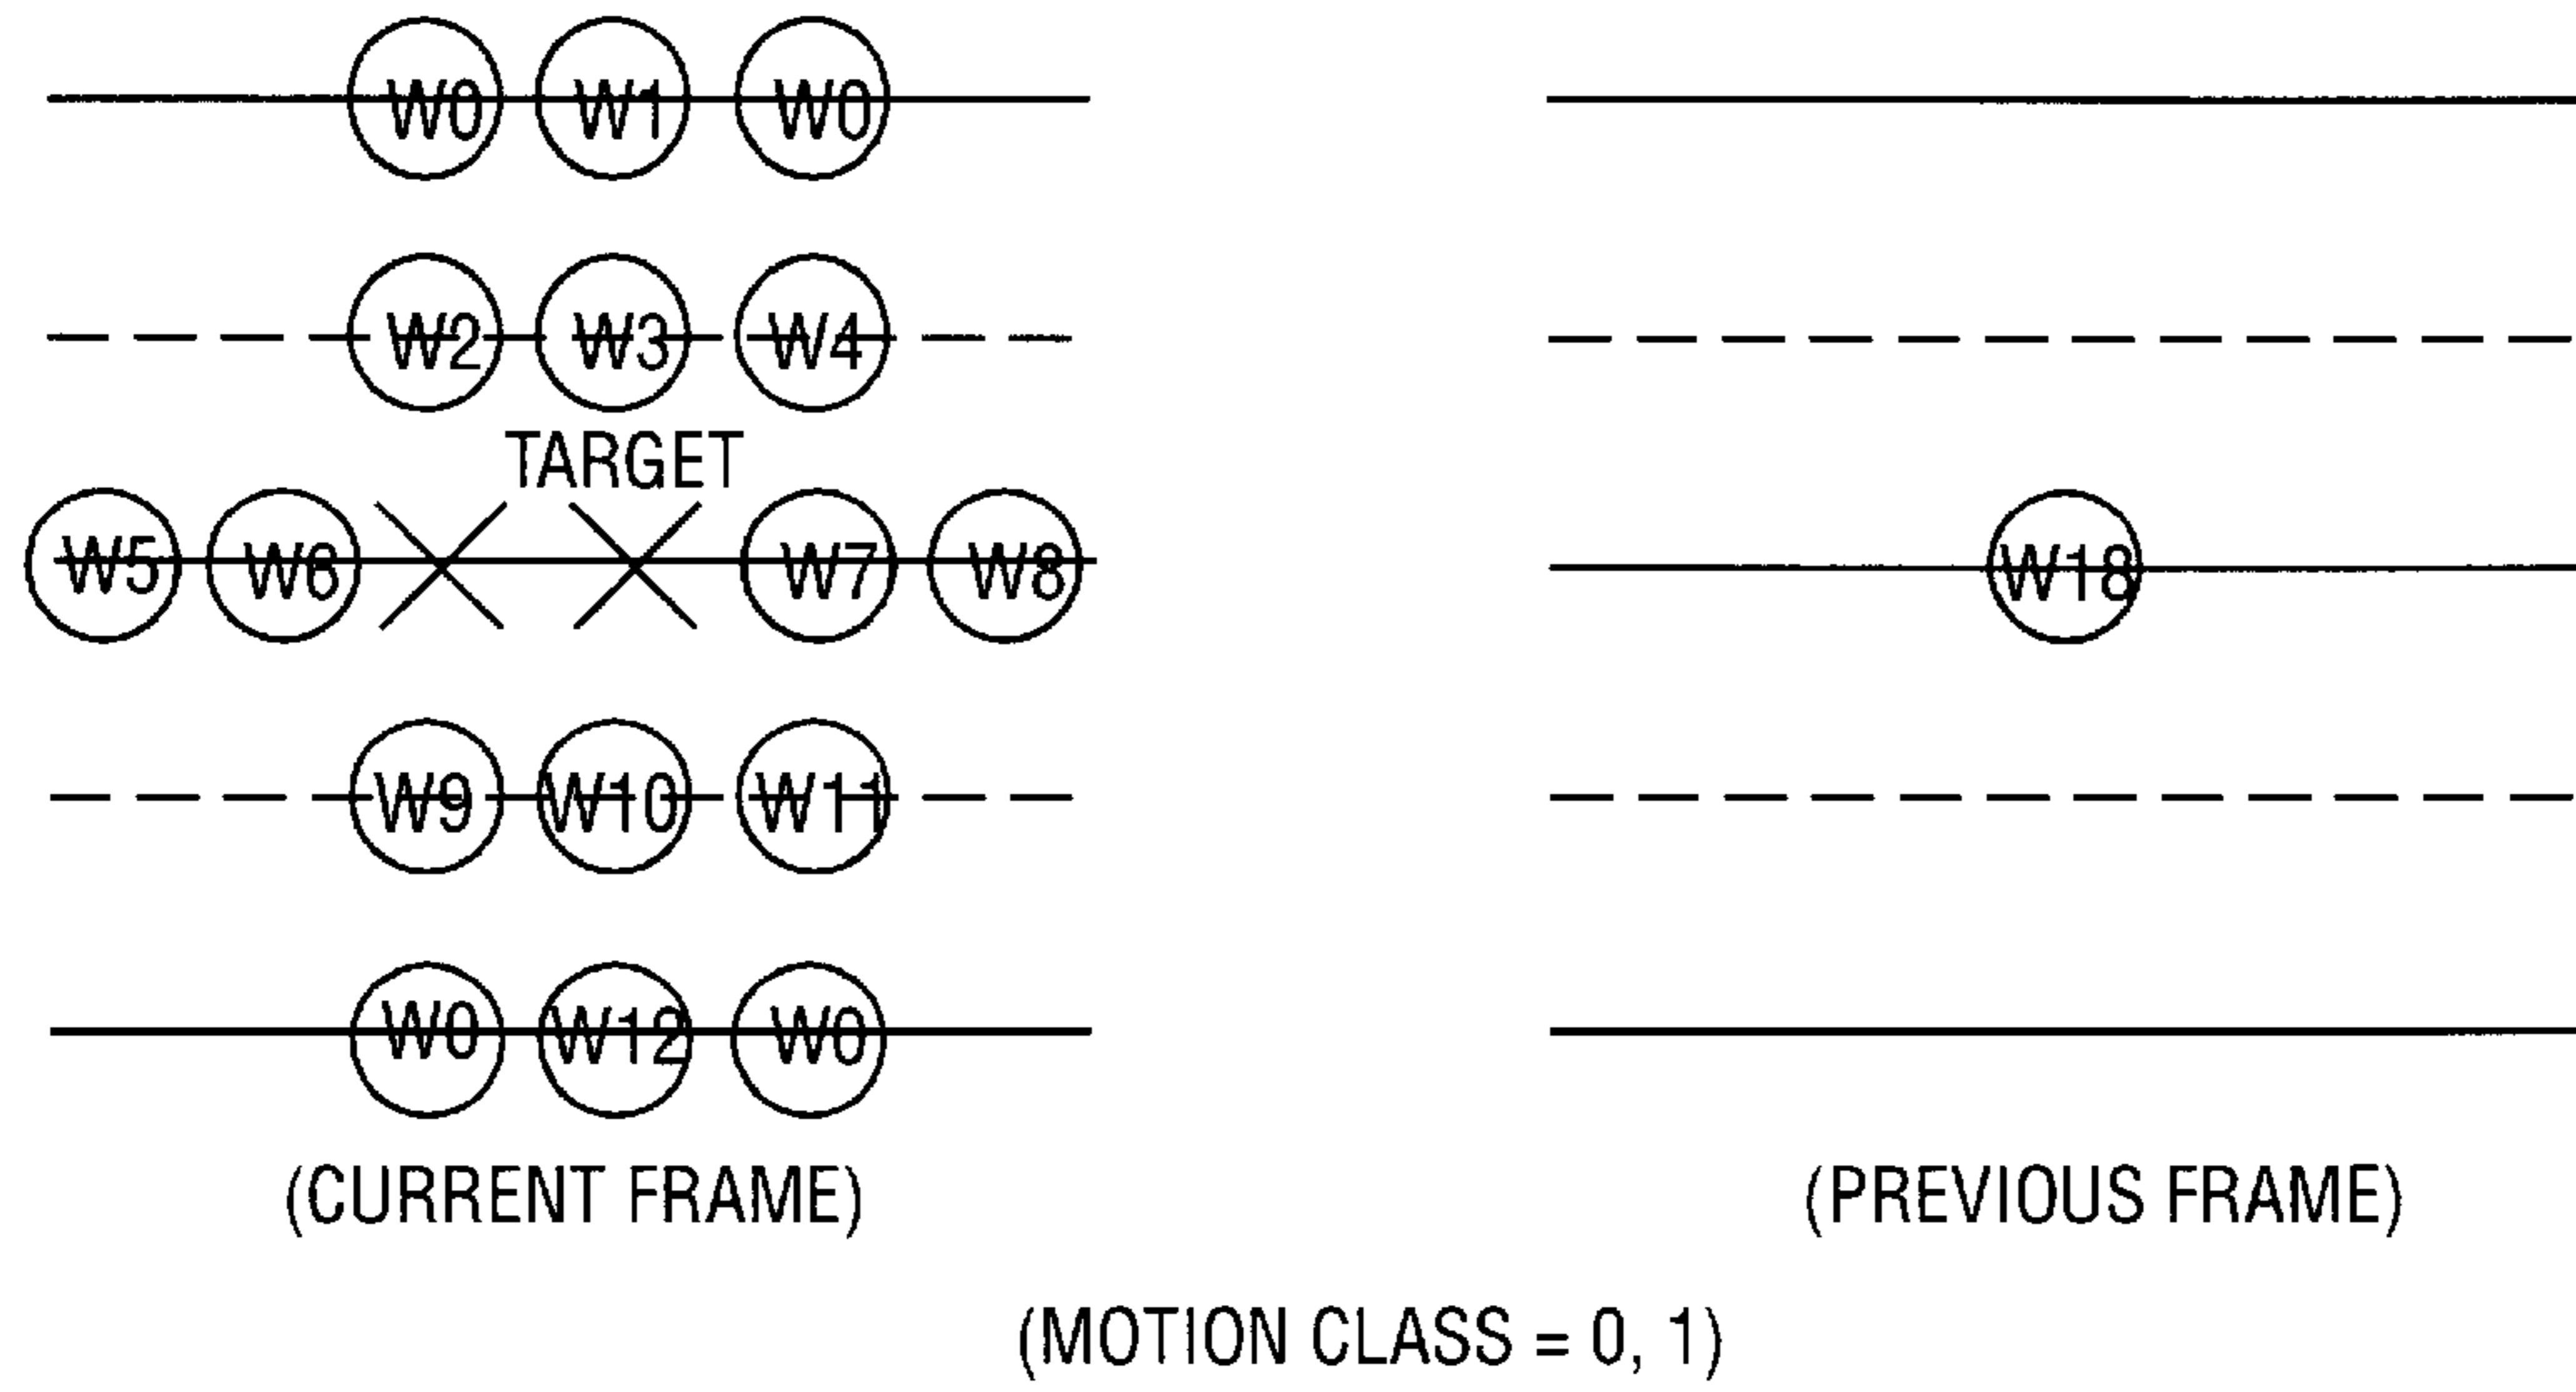 W0 W1 W0
W2 W3 W4
TARGET
W5 W6 W7 W8 W18
W9 W10 W11
W0 W12 W0
(CURRENT FRAME) (PREVIOUS FRAME)
(MOTION CLASS = 0, 1)